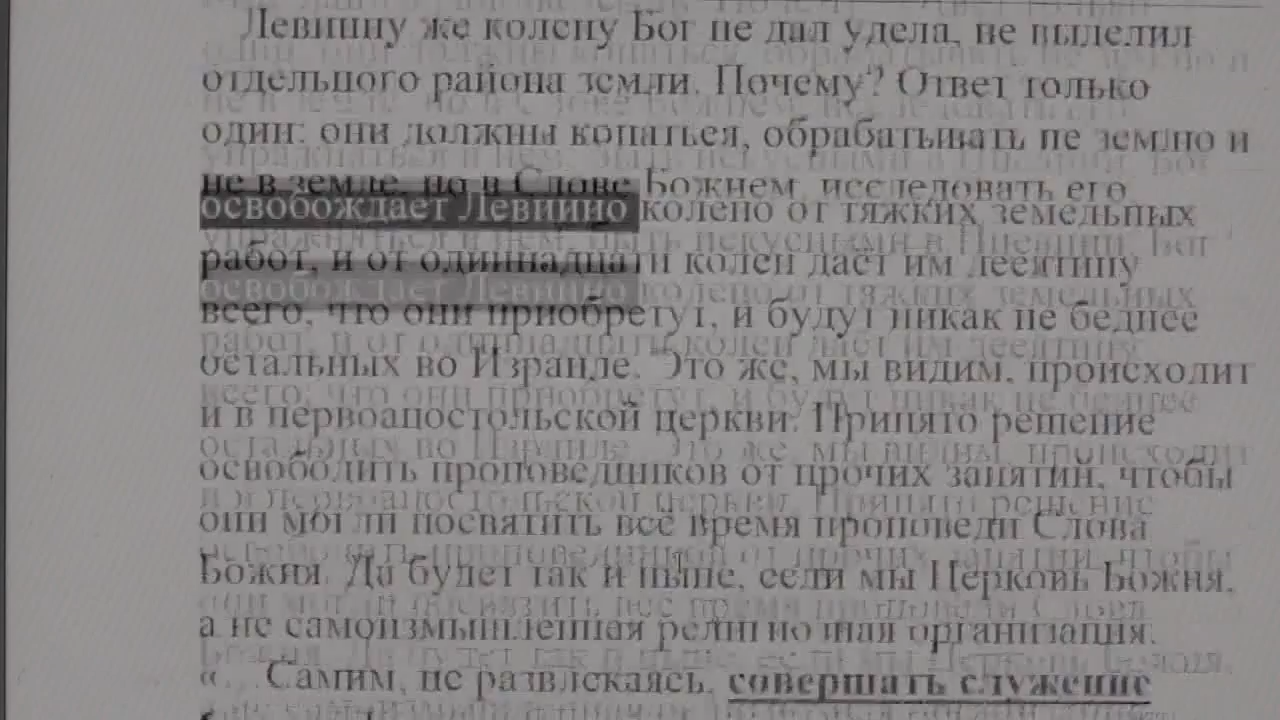 Левиину же колену Бог не дал удела, не выделил
отдельного района земли. Почему? Ответ только
один: они должны копаться, обрабатывать не землю и
не в земле, но в Слове Божием, исследовать его,
освобождает Левиино колено от тяжких земельных
работ, и от одиннадцати колен даёт им десятину
всего, что они приобретут, и будут никак не беднее
остальных во Израиле. Это же, мы видим, происходит
и в первоапостольской церкви. Принято решение
освободить проповедников от прочих занятий, чтобы
они могли посвятить всё время проповеди Слова
Божия. Да будет так и ныне, если мы Церковь Божия,
а не самоизмышленная религиозная организация.
«... Самим, не развлекаясь, совершать служение